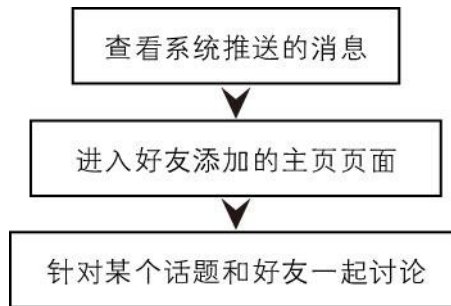 查看系统推送的消息
进入好友添加的主页页面
针对某个话题和好友一起讨论